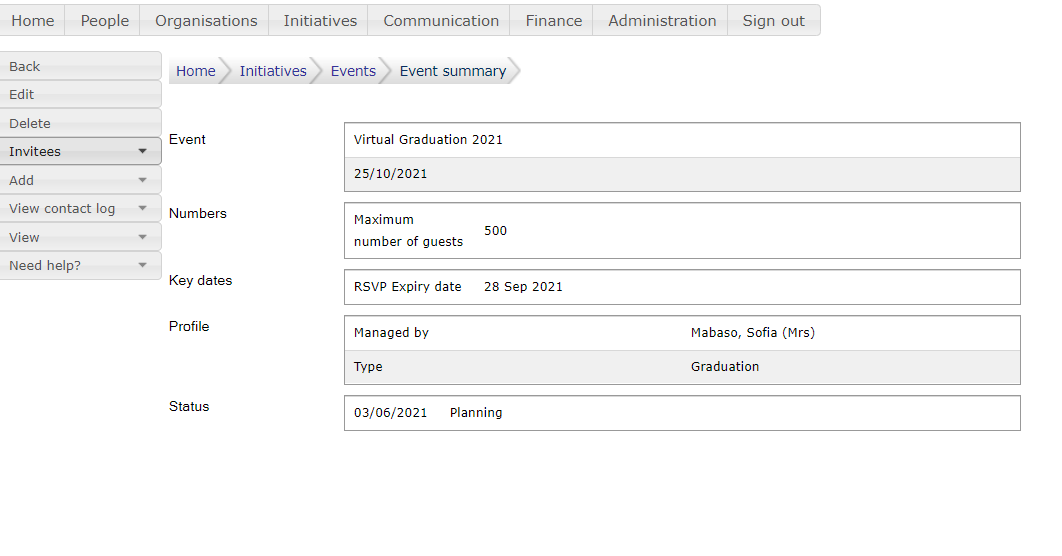 Home People Organisations Initiatives Communication Finance Administration Sign out
Back
Edit
Delete
Invitees
Add
View contact log
View
Need help?
Home Initiatives Events Event summary
Event
Virtual Graduation 2021
25/10/2021
Numbers
Maximum
number of guests
500
Key dates
RSVP Expiry date 28 Sep 2021
Profile
Managed by Mabaso, Sofia (Mrs)
Type Graduation
Status
03/06/2021 Planning